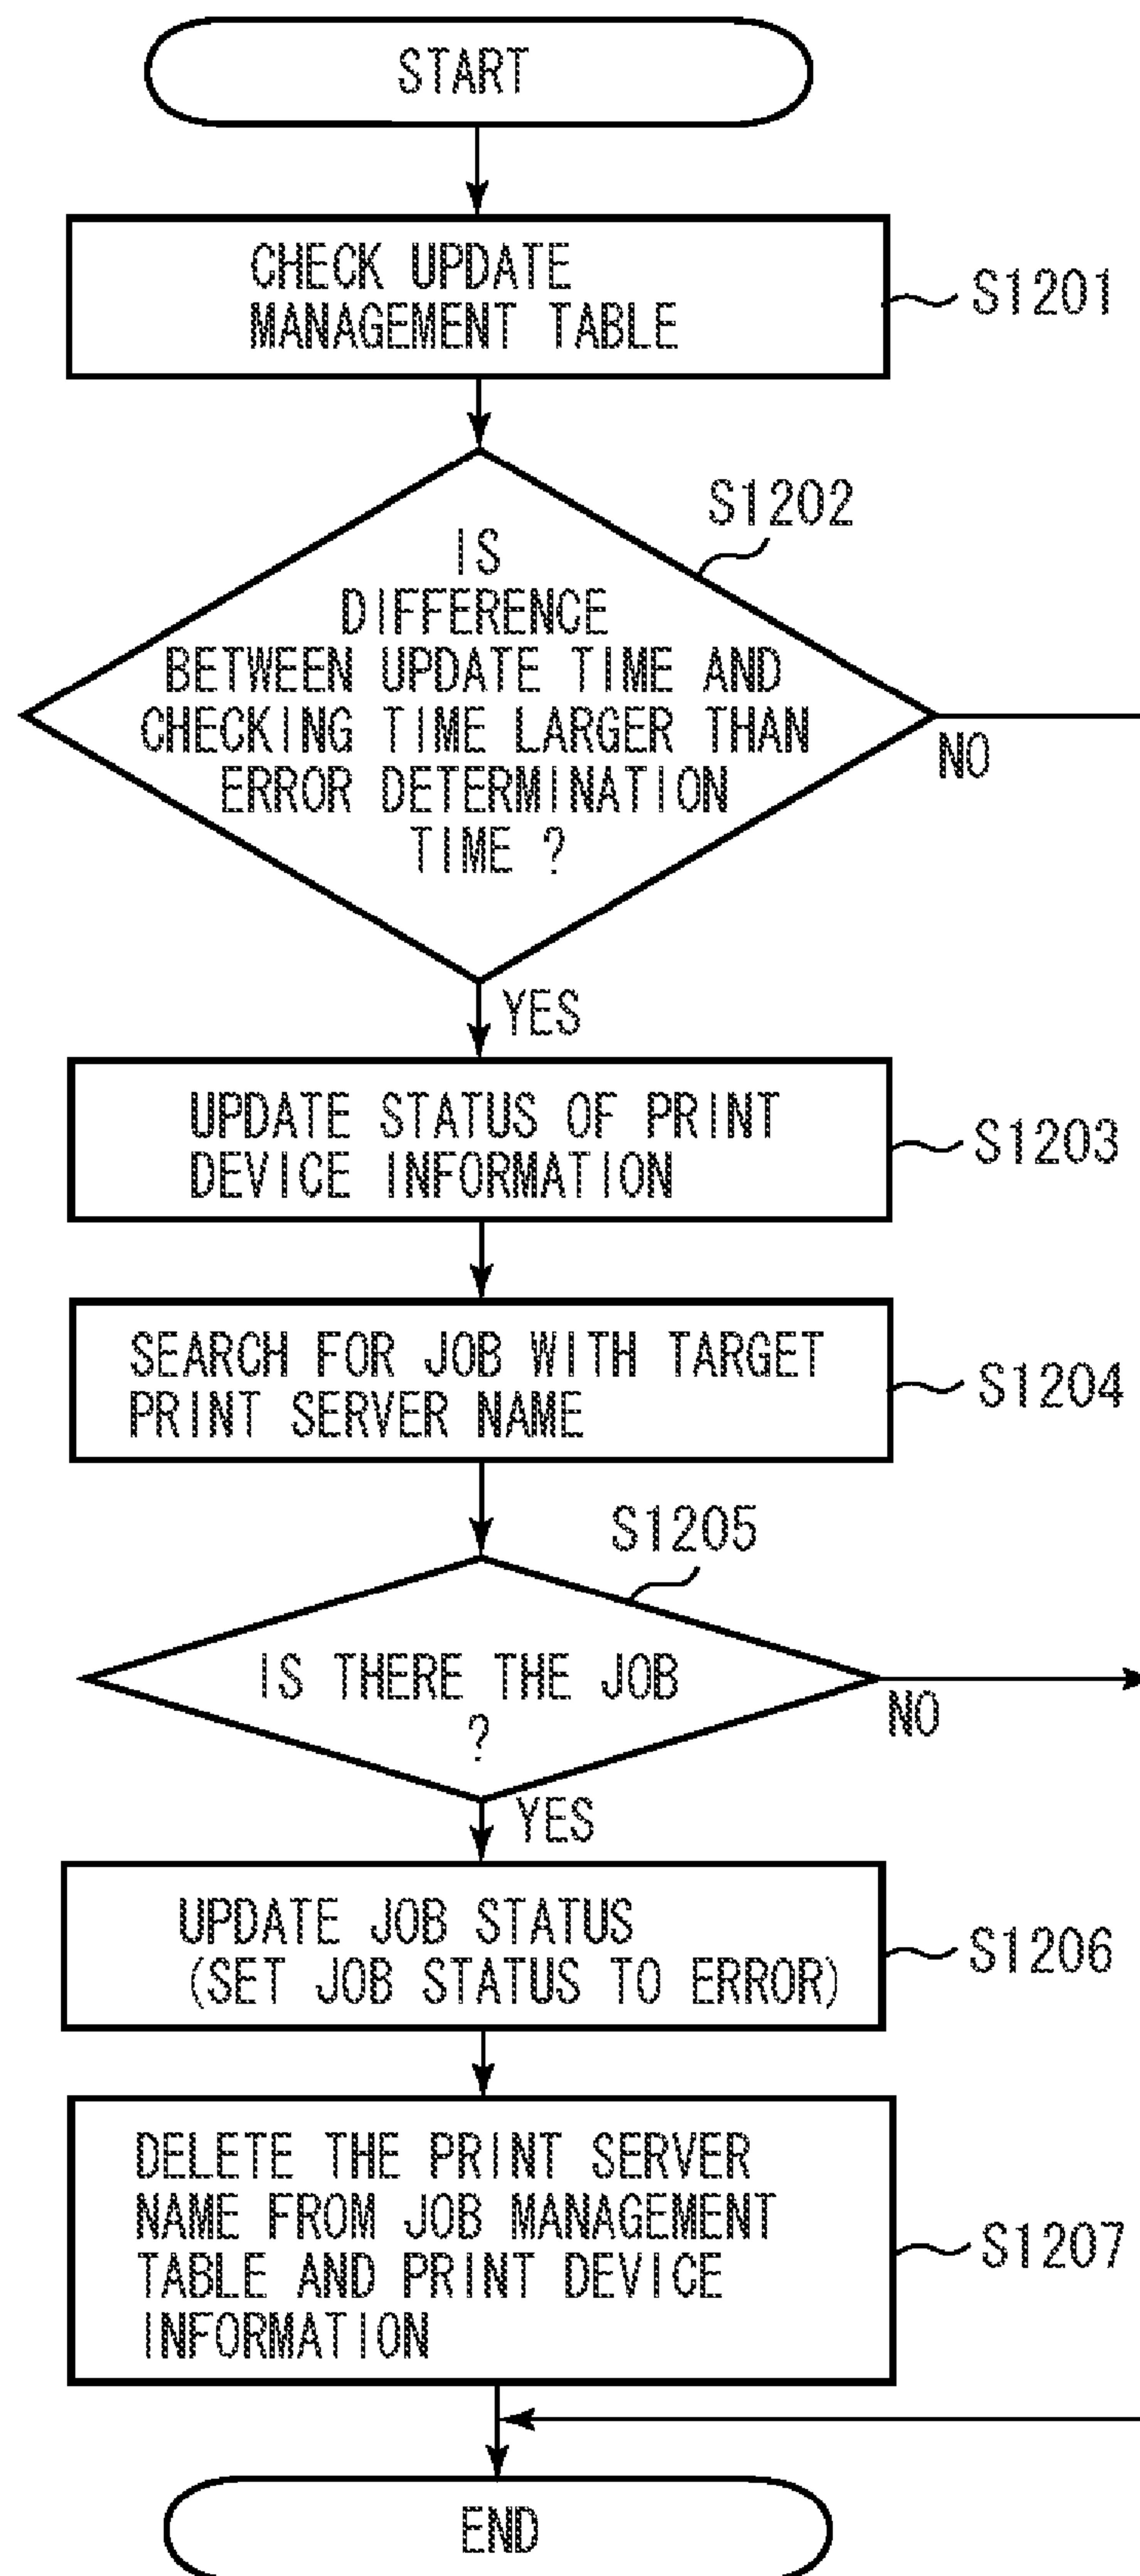 START
CHECK UPDATE
MANAGEMENT TABLE
S1201
S1202
IS
DIFFERENCE
BETWEEN UPDATE TIME AND
CHECKING TIME LARGER THAN
ERROR DETERMINATION
TIME ?
NO
YES
UPDATE STATUS OF PRINT
DEVICE INFORMATION
S1203
SEARCH FOR JOB WITH TARGET
PRINT SERVER NAME
S1204
S1205
IS THERE THE JOB
?
NO
YES
UPDATE JOB STATUS
(SET JOB STATUS TO ERROR)
S1206
DELETE THE PRINT SERVER
NAME FROM JOB MANAGEMENT
TABLE AND PRINT DEVICE
INFORMATION
S1207
END